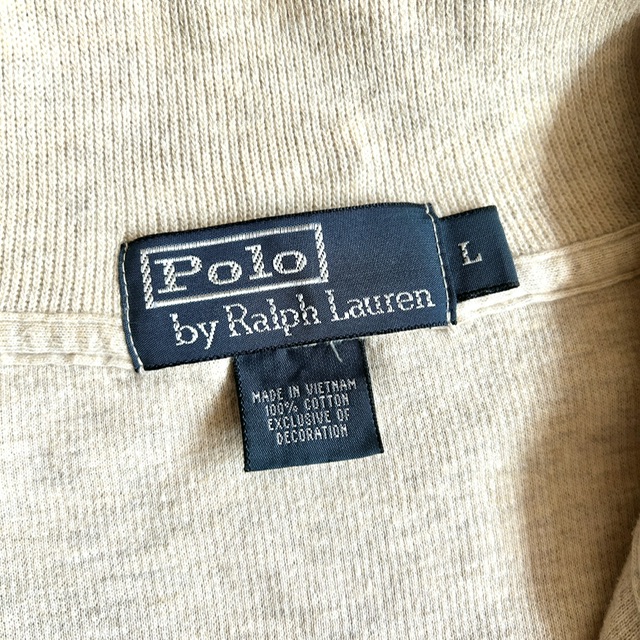 Polo
by Ralph Lauren
L
MADE IN VIETNAM
100% COTTON
EXCLUSIVE OF
DECORATION